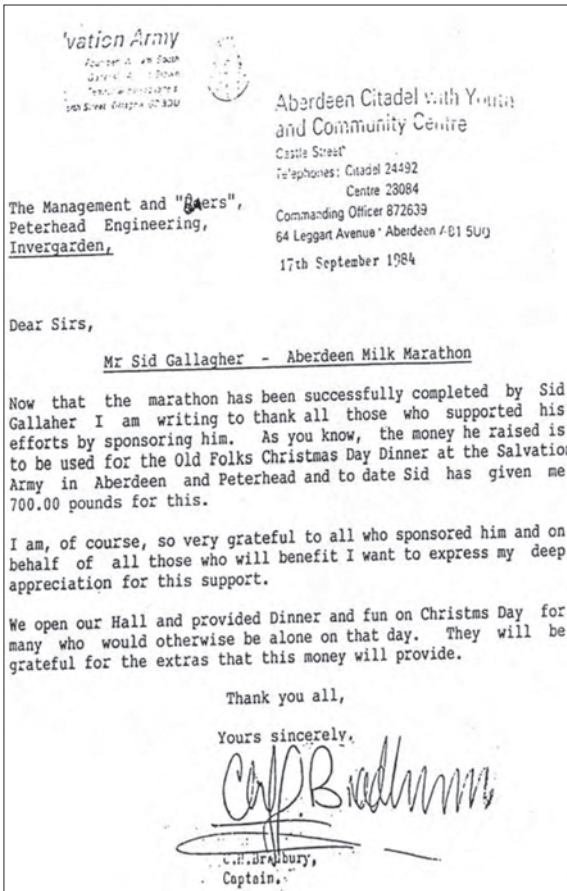 'vation Army
Aberdeen Citadel with Youth
and Community Centre
Castle Street
Telephones: Citadel 24492
Centre 23084
Commanding Officer 872639
64 Leggart Avenue Aberdeen AB1 5UQ
17th September 1984
The Management and
Peterhead Engineering,
Invergarden,
Dear Sirs,
Mr Sid Gallagher - Aberdeen Milk Marathon
Now that the marathon has been successfully completed by Sid
Gallaher I am writing to thank all those who supported his
efforts by sponsoring him. As you know, the money he raised is
to be used for the Old Folks Christmas Day Dinner at the Salvation
Army in Aberdeen and Peterhead and to date Sid has given me
700.00 pounds for this.
I am, of course, so very grateful to all who sponsored him and on
behalf of all those who will benefit I want to express my deep
appreciation for this support.
We open our Hall and provided Dinner and fun on Christms Day for
many who would otherwise be alone on that day. They will be
grateful for the extras that this money will provide.
Thank you all,
Yours sincerely.
C.H.Bradbury,
Captain.